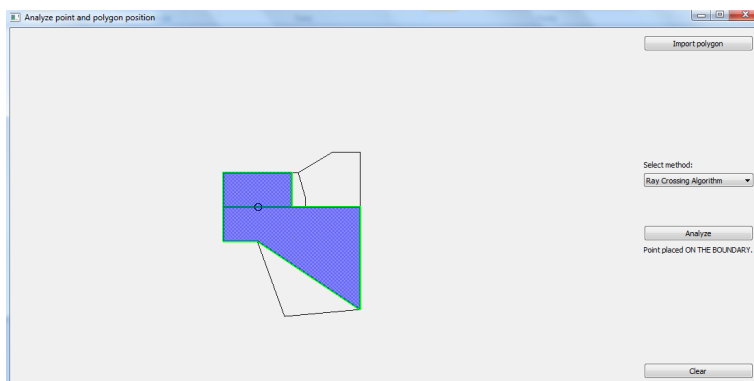 Analyze point and polygon position
Import polygon
Select method:
Ray Crossing Algorithm
Analyze
Point placed ON THE BOUNDARY.
Clear